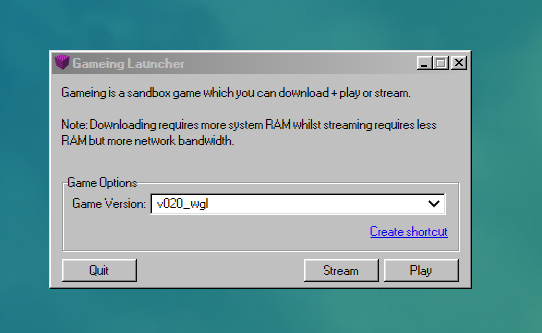 Gameing Launcher
Gameing is a sandbox game which you can download + play or stream.
Note: Downloading requires more system RAM whilst streaming requires less
RAM but more network bandwidth.
Game Options
Game Version: v020_wgl
Create shortcut
Quit Stream Play